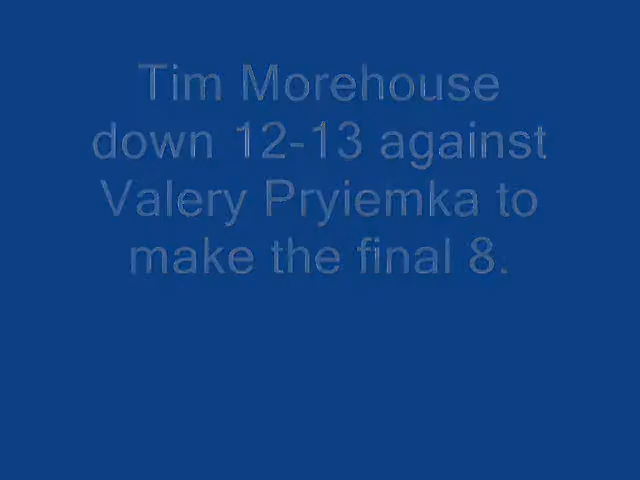 Tim Morehouse
down 12-13 against
Valery Pryiemka to
make the final 8.